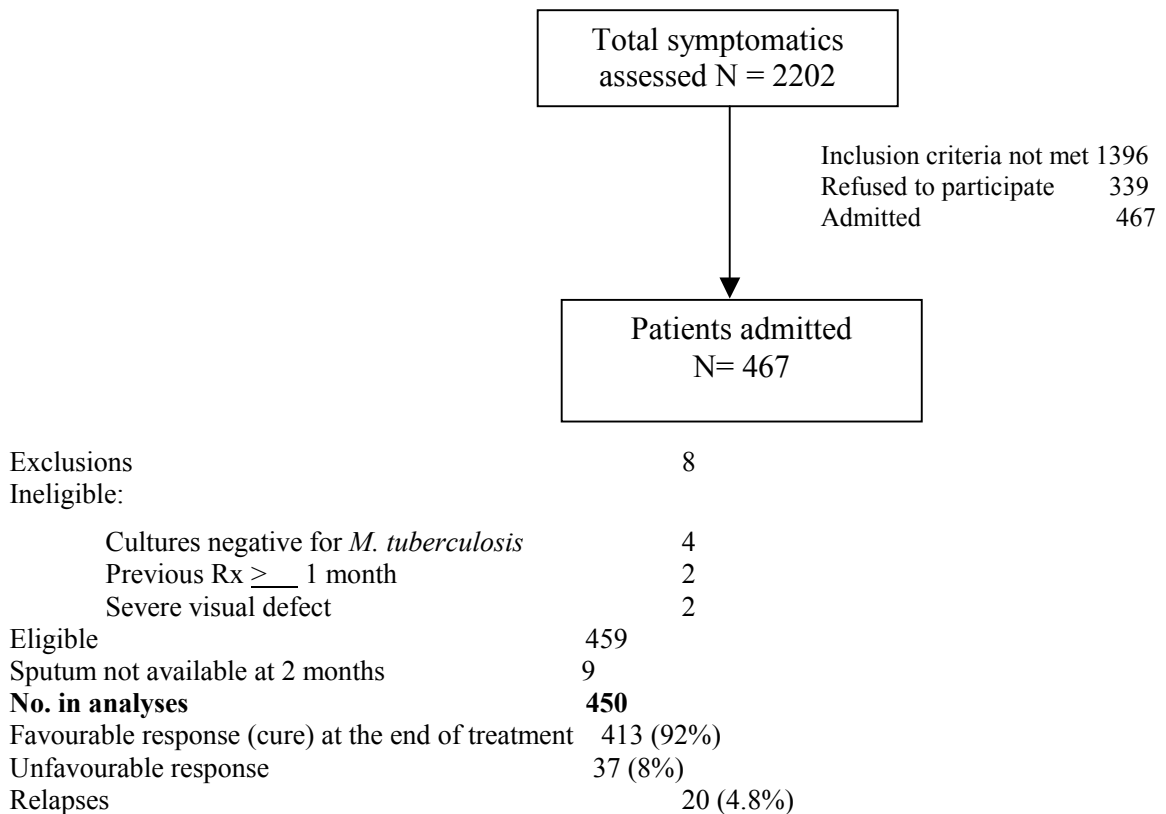 Total symptomatics
assessed N = 2202
Inclusion criteria not met 1396
Refused to participate 339
Admitted 467
Patients admitted
N= 467
Exclusions 8
Ineligible:
Cultures negative for M. tuberculosis 4
Previous Rx > 1 month 2
Severe visual defect 2
Eligible 459
Sputum not available at 2 months 9
No. in analyses 450
Favourable response (cure) at the end of treatment 413 (92%)
Unfavourable response 37 (8%)
Relapses 20 (4.8%)